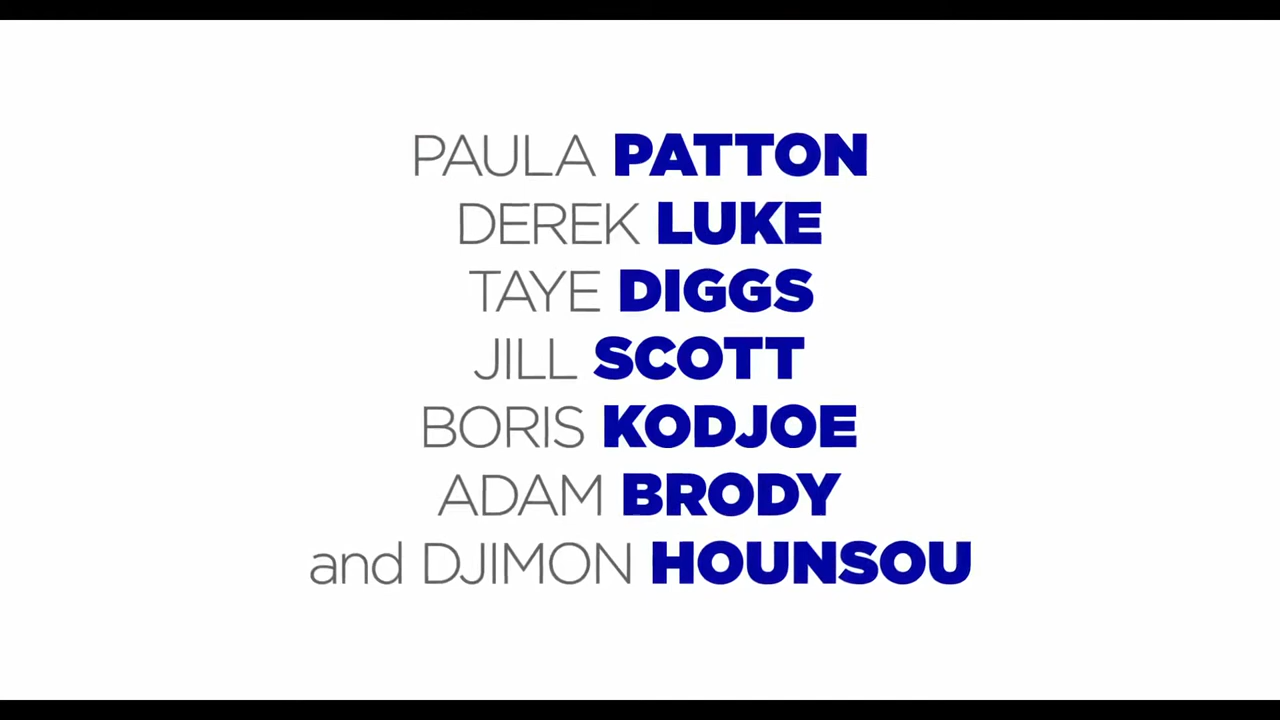 PAULA PATTON
DEREK LUKE
TAYE DIGGS
JILL SCOTT
BORIS KODJOE
ADAM BRODY
and DJIMON HOUNSOU